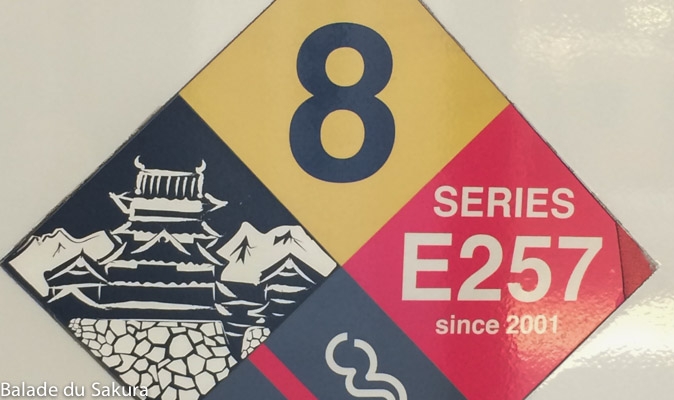 8
SERIES
E257
since 2001
Balade du Sakura